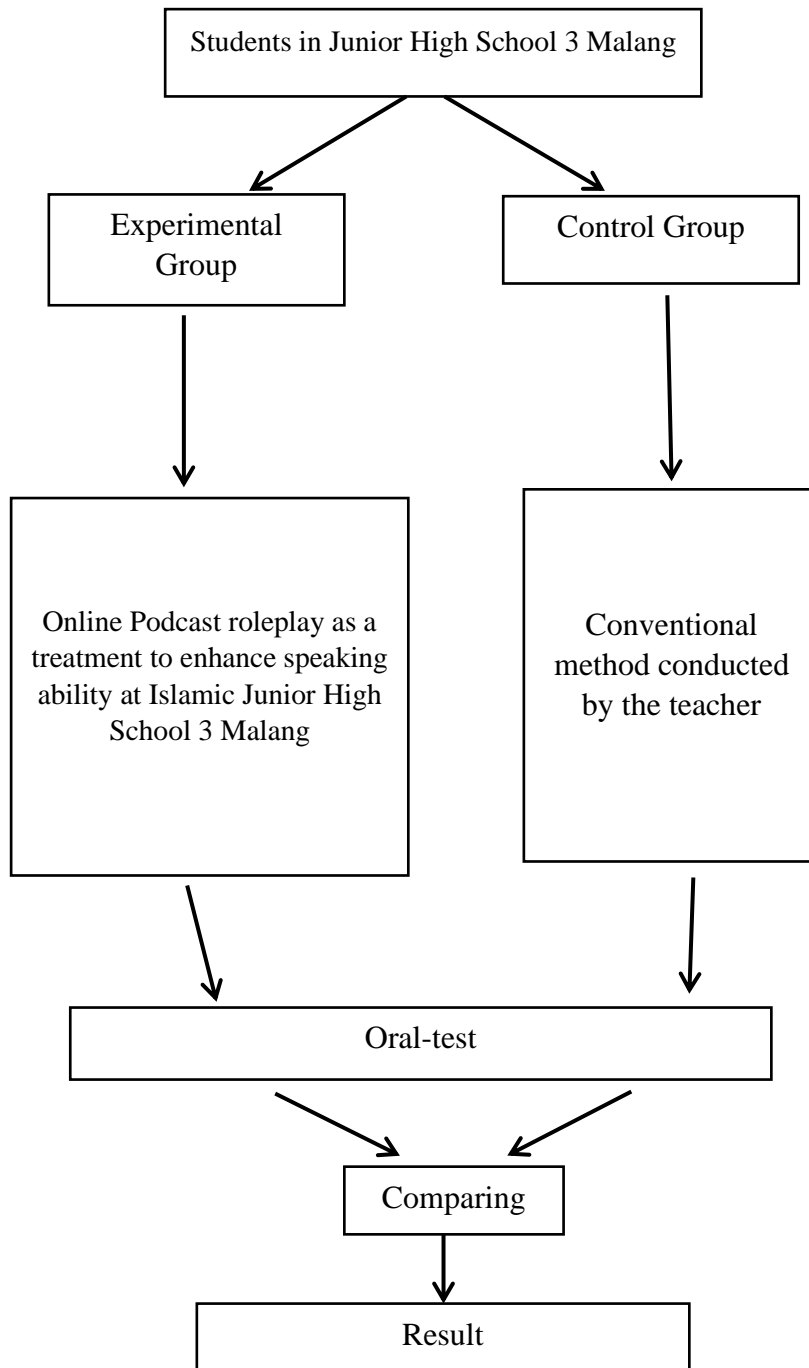 Students in Junior High School 3 Malang
Experimental
Group
Control Group
Online Podcast roleplay as a
treatment to enhance speaking
ability at Islamic Junior High
School 3 Malang
Conventional
method conducted
by the teacher
Oral-test
Comparing
Result